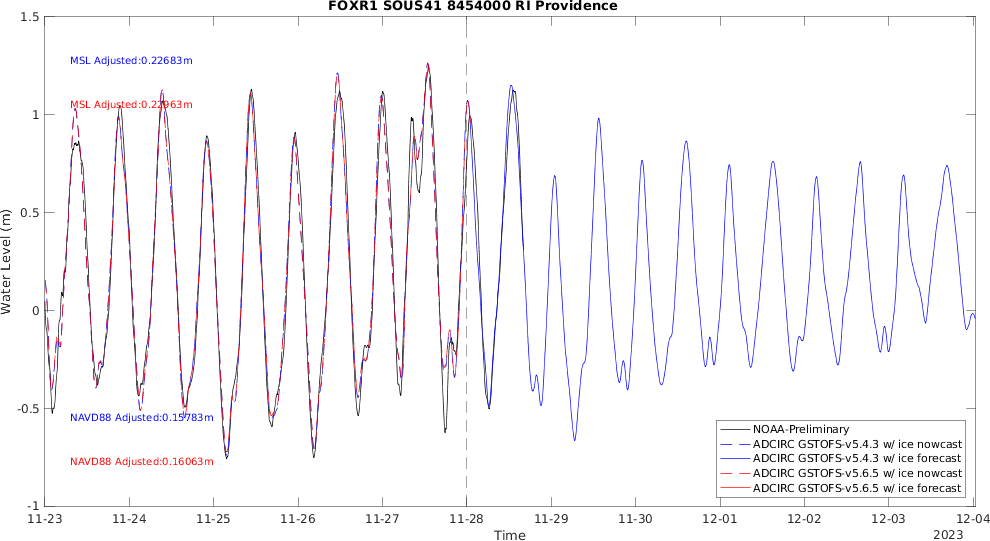 FOXR1 SOUS41 8454000 RI Providence
1.5
1
0.5
0
-0.5
-1
Water Level (m)
MSL Adjusted:0.22683m
MSL Adjusted:0.22963m
NAVD88 Adjusted:0.15783m
NAVD88 Adjusted:0.16063m
NOAA-Preliminary
ADCIRC GSTOFS-v5.4.3 w/ ice nowcast
ADCIRC GSTOFS-v5.4.3 w/ ice forecast
ADCIRC GSTOFS-v5.6.5 w/ ice nowcast
ADCIRC GSTOFS-v5.6.5 w/ ice forecast
11-23 11-24 11-25 11-26 11-27 11-28 11-29 11-30 12-01 12-02 12-03 12-04
Time
2023